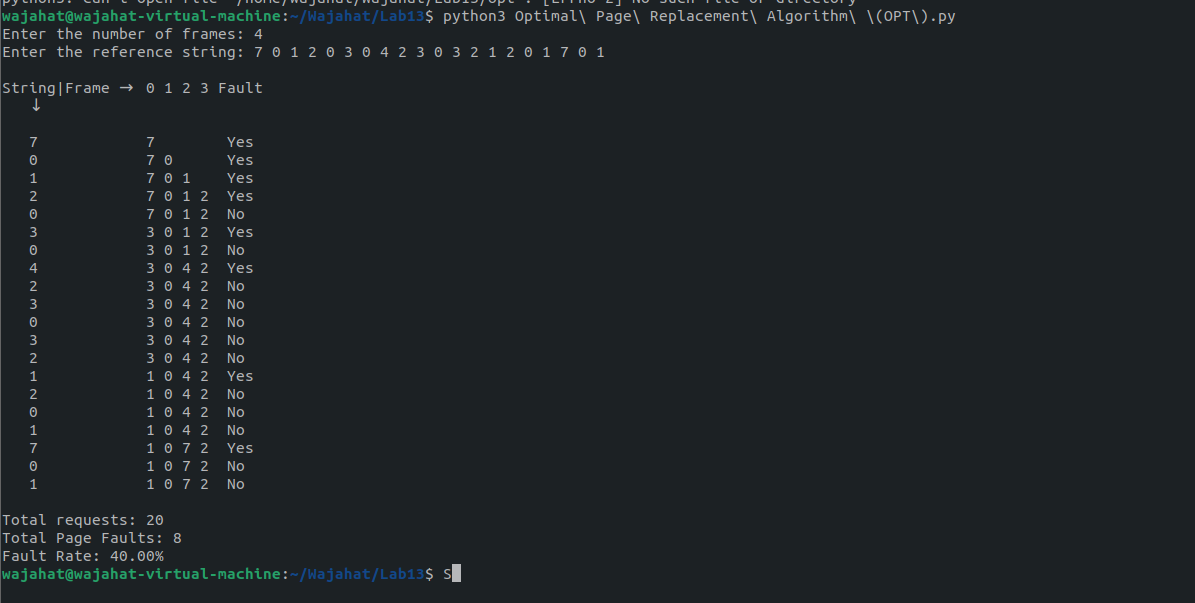 python3: can't open file '/home/wajahat/Wajahat/Lab13/opt': [Errno 2] No such file or directory
wajahat@wajahat-virtual-machine:~/Wajahat/Lab13$ python3 Optimal\ Page\ Replacement\ Algorithm\ \(OPT\).py
Enter the number of frames: 4
Enter the reference string: 7 0 1 2 0 3 0 4 2 3 0 3 2 1 2 0 1 7 0 1
String|Frame → 0 1 2 3 Fault
↓
7 7 Yes
0 7 0 Yes
1 7 0 1 Yes
2 7 0 1 2 Yes
0 7 0 1 2 No
3 3 0 1 2 Yes
0 3 0 1 2 No
4 3 0 4 2 Yes
2 3 0 4 2 No
3 3 0 4 2 No
0 3 0 4 2 No
3 3 0 4 2 No
2 3 0 4 2 No
1 1 0 4 2 Yes
2 1 0 4 2 No
0 1 0 4 2 No
1 1 0 4 2 No
7 1 0 7 2 Yes
0 1 0 7 2 No
1 1 0 7 2 No
Total requests: 20
Total Page Faults: 8
Fault Rate: 40.00%
wajahat@wajahat-virtual-machine:~/Wajahat/Lab13$ S